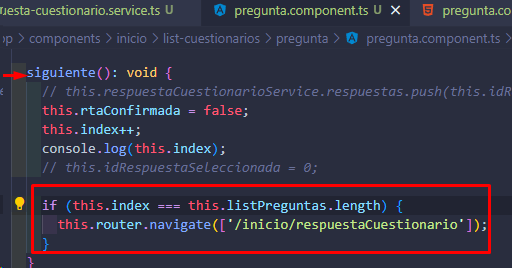 uesta-cuestionario.service.ts U pregunta.component.ts U pregunta.co
op > components > inicio > list-cuestionarios > pregunta > pregunta.component.ts >
siguiente(): void {
// this.respuestaCuestionarioService.respuestas.push(this.idR
this.rtaConfirmada = false;
this.index++;
console.log(this.index);
// this.idRespuestaSeleccionada = 0;
if (this.index === this.listPreguntas.length) {
this.router.navigate(['/inicio/respuestaCuestionario']);
}
}